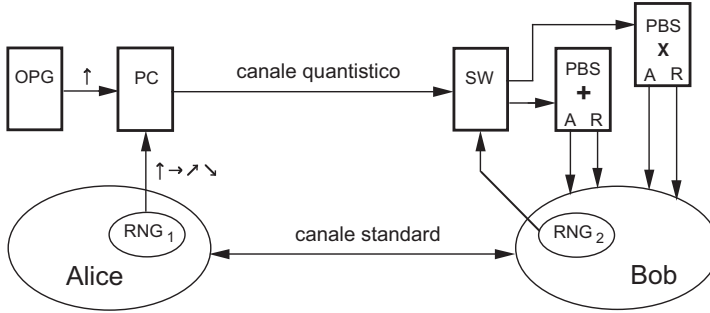 PBS
X
A R
OPG
↑
PC
canale quantistico
SW
PBS
+
A R
↑→↗↘
RNG1
canale standard
RNG2
Alice
Bob